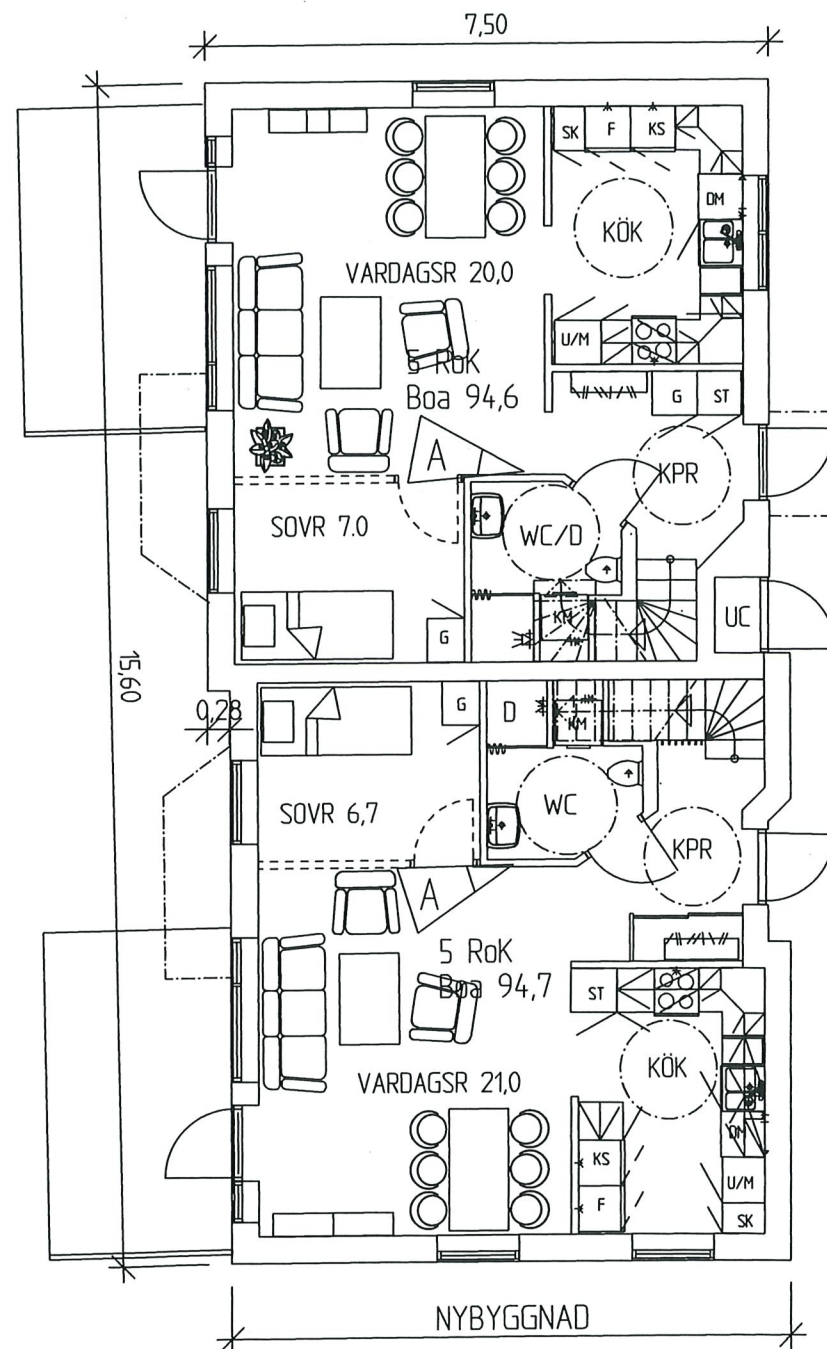 7,50
SK F KS
DM
KÖK
VARDAGSR 20,0
U/M
5 RoK
Boa 94,6
G ST
A
KPR
SOVR 7.0
WC/D
KM
G
UC
15,60
0,28
G
D
KM
SOVR 6,7
WC
KPR
A
5 RoK
Boa 94,7
ST
KÖK
VARDAGSR 21,0
DM
KS
U/M
F
SK
NYBYGGNAD